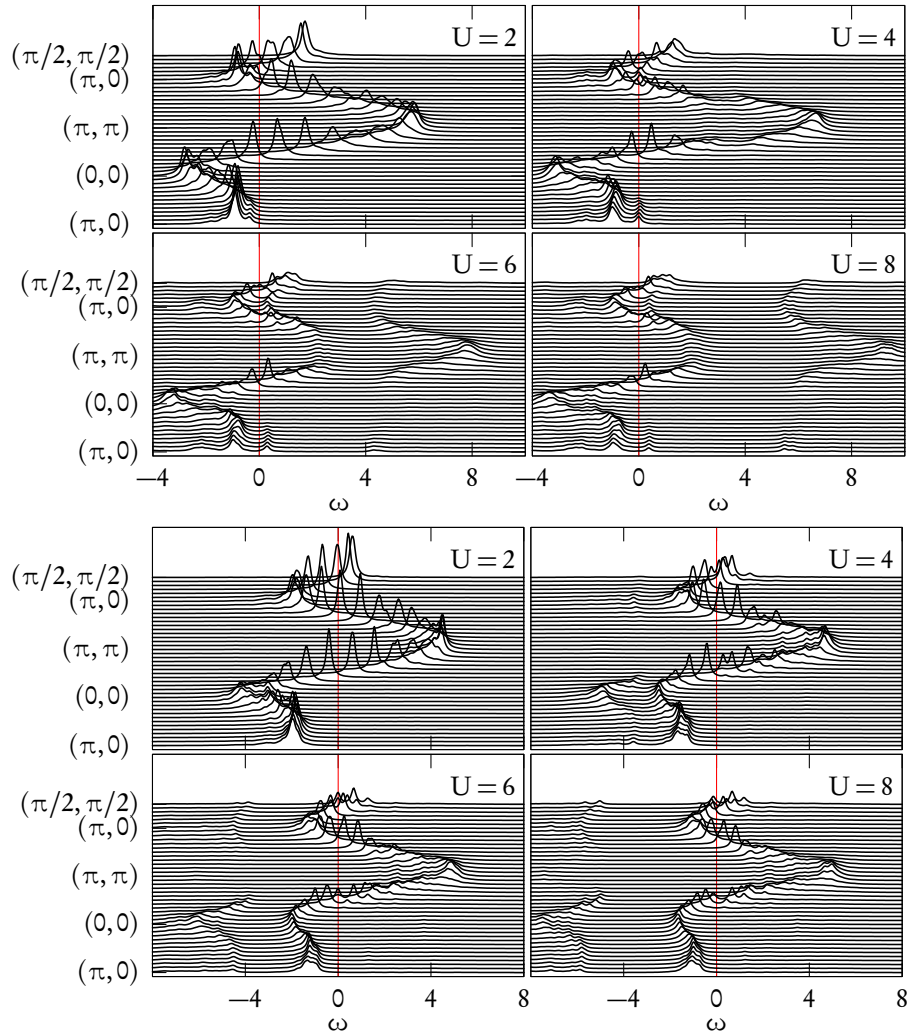 U = 2
U = 4
(π/2, π/2)
(π, 0)
(π, π)
(0, 0)
(π, 0)
U = 6
U = 8
(π/2, π/2)
(π, 0)
(π, π)
(0, 0)
(π, 0)
−4 0 4 8
0 4 8
ω
ω
U = 2
U = 4
(π/2, π/2)
(π, 0)
(π, π)
(0, 0)
(π, 0)
U = 6
U = 8
(π/2, π/2)
(π, 0)
(π, π)
(0, 0)
(π, 0)
−4 0 4
−4 0 4 8
ω
ω